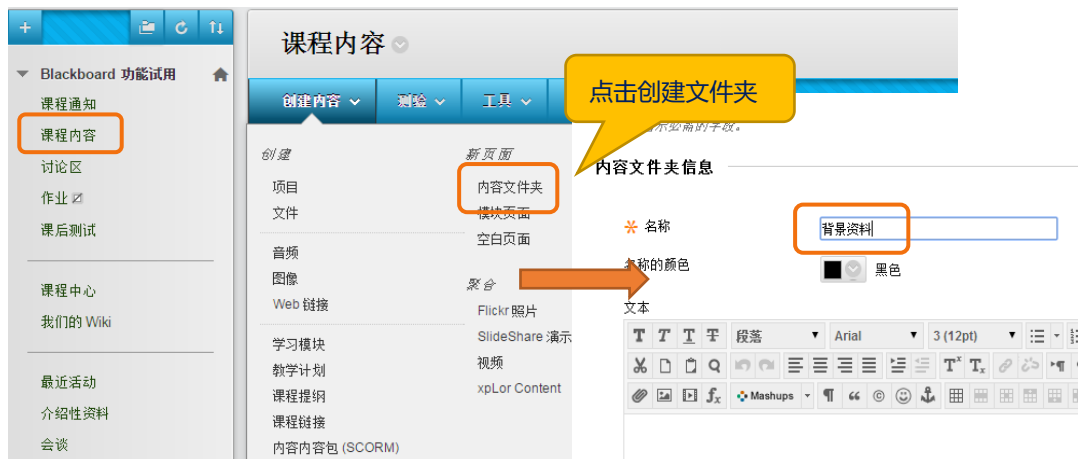 Blackboard 功能试用
课程通知
课程内容
讨论区
作业
课后测试
课程中心
我们的 Wiki
最近活动
介绍性资料
会谈
课程内容
创建内容 测验 工具
创建
项目
文件
音频
图像
Web 链接
学习模块
教学计划
课程提纲
课程链接
内容内容包 (SCORM)
新页面
内容文件夹
模块页面
空白页面
聚合
Flickr 照片
SlideShare 演示
视频
xpLor Content
点击创建文件夹
示必需的字段。
内容文件夹信息
名称 背景资料
名称的颜色 黑色
文本
T T T T 段落 Arial 3 (12pt)
Mashups